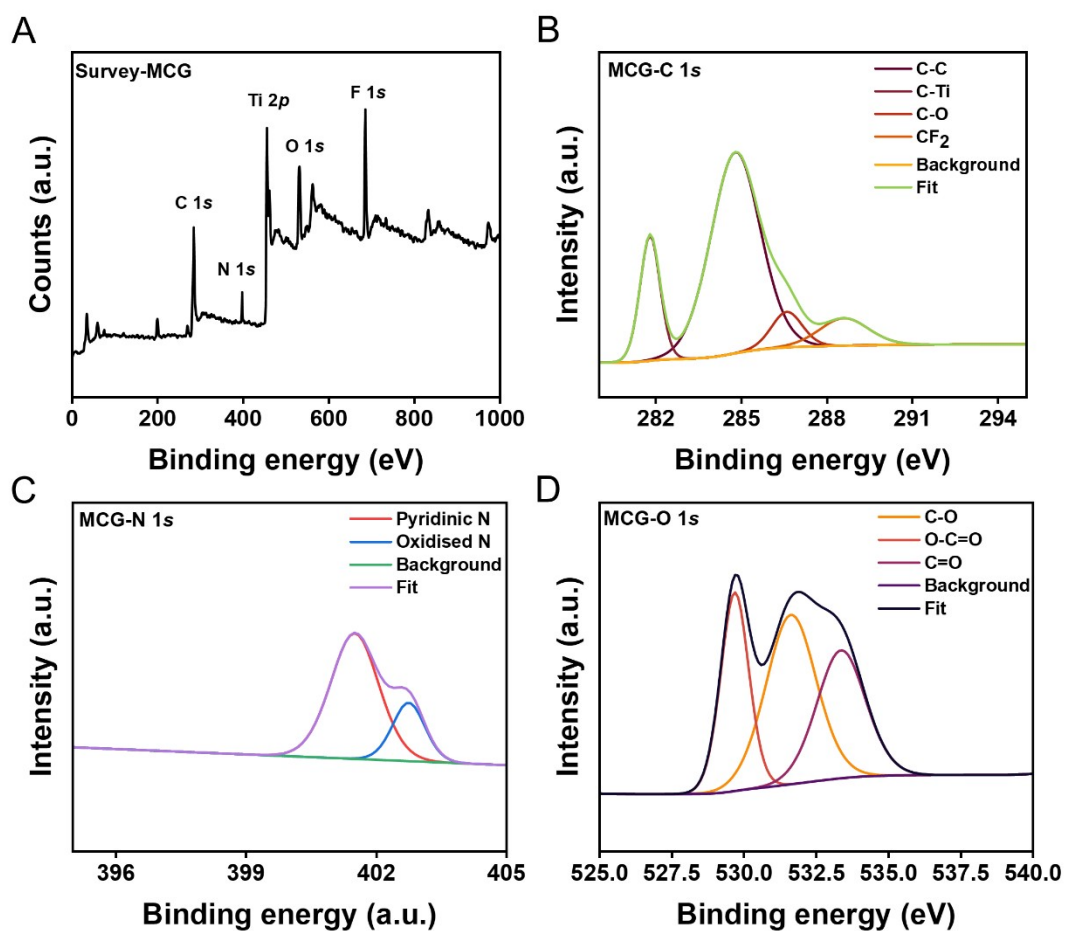 A
Survey-MCG
C 1s
N 1s
Ti 2p
O 1s
F 1s
Counts (a.u.)
0 200 400 600 800 1000
Binding energy (eV)
B
MCG-C 1s
C-C
C-Ti
C-O
CF2
Background
Fit
Intensity (a.u.)
282 285 288 291 294
Binding energy (eV)
C
MCG-N 1s
Pyridinic N
Oxidised N
Background
Fit
Intensity (a.u.)
396 399 402 405
Binding energy (a.u.)
D
MCG-O 1s
C-O
O-C=O
C=O
Background
Fit
Intensity (a.u.)
525.0 527.5 530.0 532.5 535.0 537.5 540.0
Binding energy (eV)